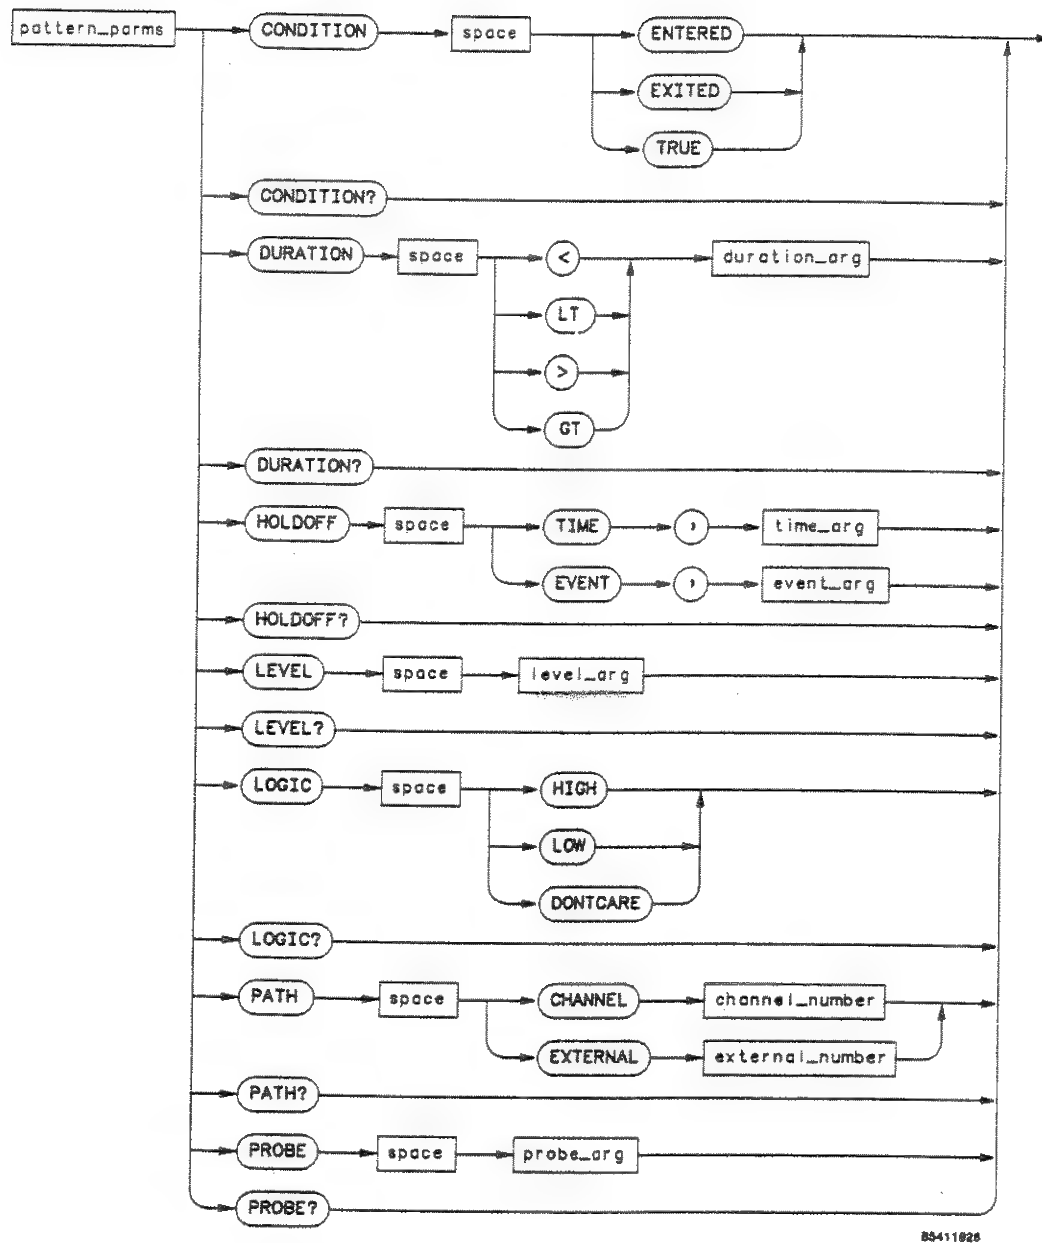 pattern_parms CONDITION space ENTERED
EXITED
TRUE
CONDITION?
DURATION space < duration_arg
LT
>
GT
DURATION?
HOLDOFF space TIME , time_arg
EVENT , event_arg
HOLDOFF?
LEVEL space level_arg
LEVEL?
LOGIC space HIGH
LOW
DONTCARE
LOGIC?
PATH space CHANNEL channel_number
EXTERNAL external_number
PATH?
PROBE space probe_arg
PROBE?